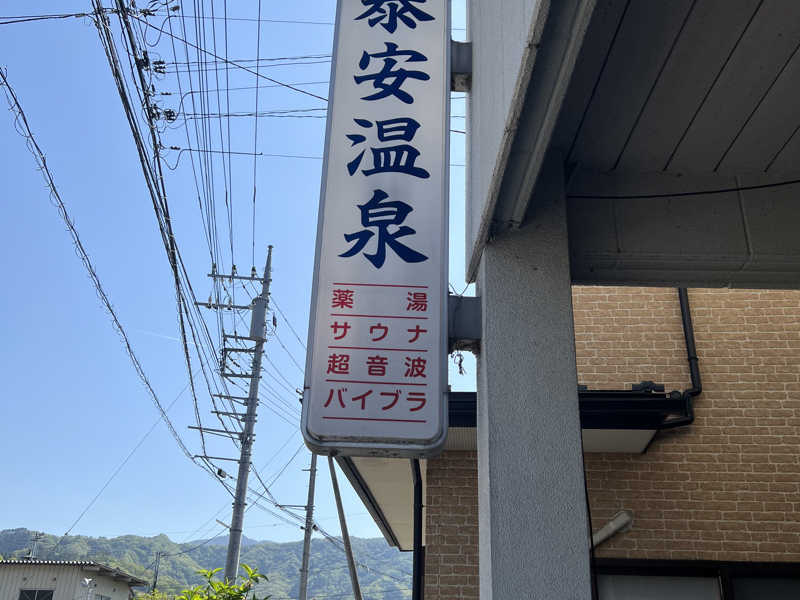 泰安温泉
薬湯
サウナ
超音波
バイブラ